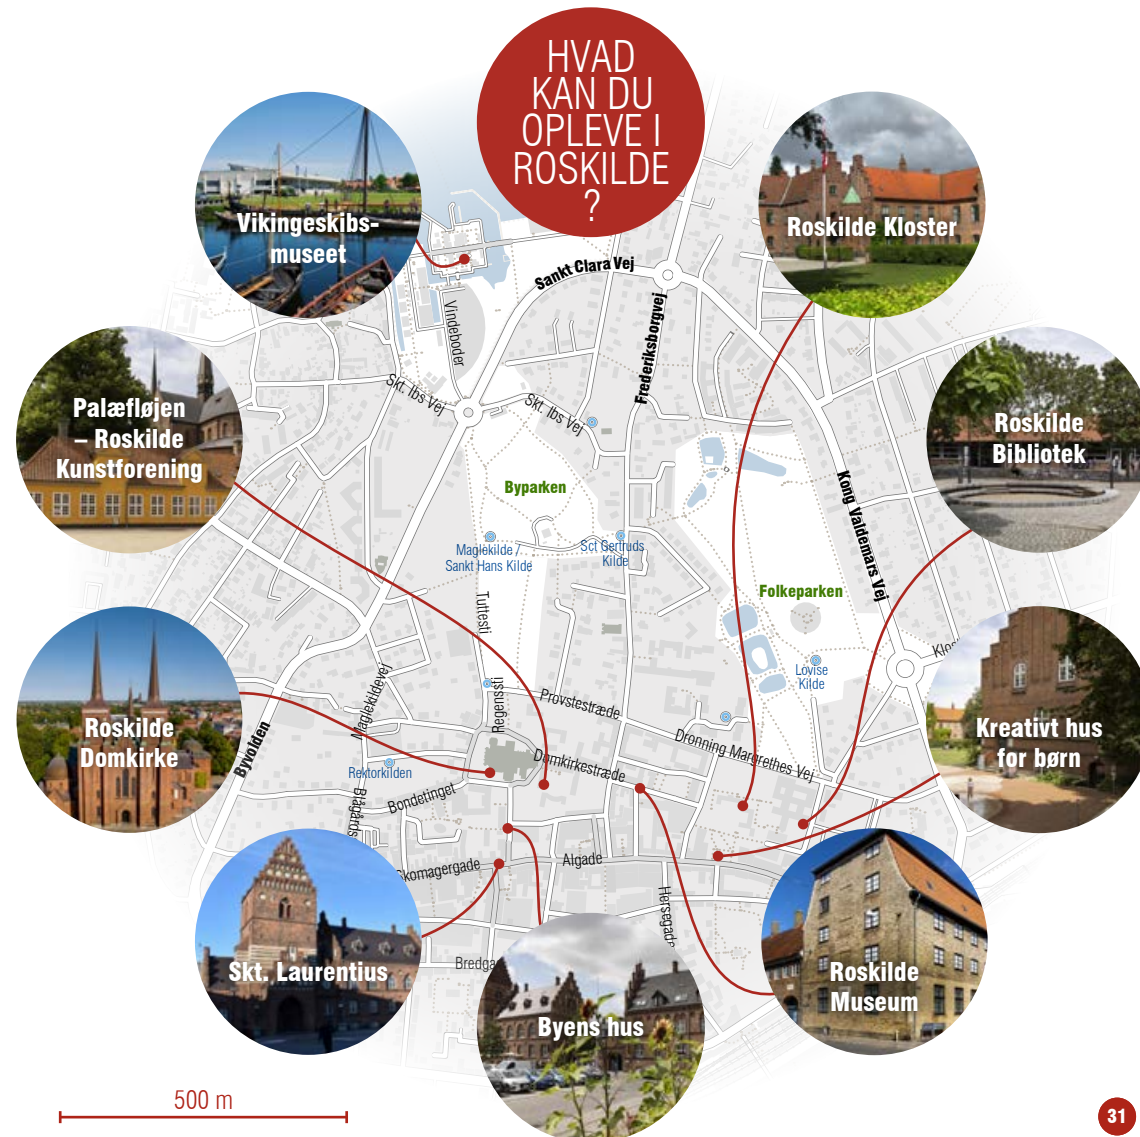 HVAD
KAN DU
OPLEVE I
ROSKILDE
?
Vikingeskibs-
museet
Roskilde Kloster
Palæfløjen
– Roskilde
Kunstforening
Roskilde
Bibliotek
Roskilde
Domkirke
Kreativt hus
for børn
Skt. Laurentius
Byens hus
Roskilde
Museum
Sankt Clara Vej
Frederiksborgvej
Vindeboder
Skt. Ibs Vej
Skt. Ibs Vej
Byparken
Maglekilde /
Sankt Hans Kilde
Sct Gertruds
Kilde
Kong Valdemars Vej
Folkeparken
Lovise
Kilde
Tuttesti
Maglekildevej
Regenssti
Provstestræde
Domkirkestræde
Dronning Margrethes Vej
Byvolden
Rektorkilden
Bondetinget
Blågårds
Skomagergade
Algade
Hersegade
Bredga
Klos
500 m
31